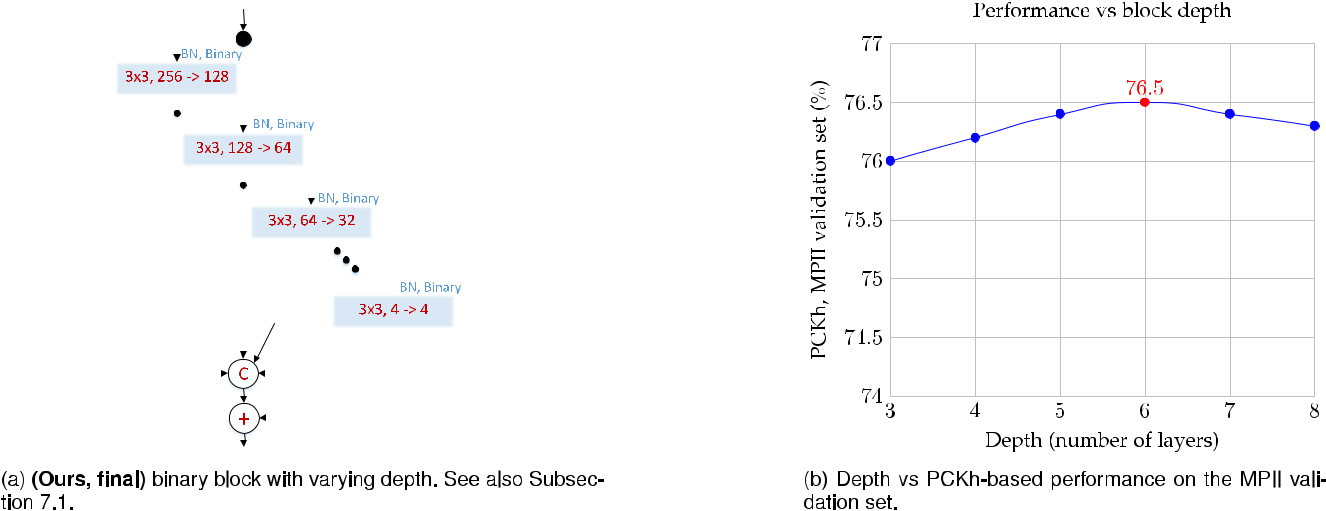 BN, Binary
3x3, 256 -> 128
BN, Binary
3x3, 128 -> 64
BN, Binary
3x3, 64 -> 32
BN, Binary
3x3, 4 -> 4
C
+
(a) (Ours, final) binary block with varying depth. See also Subsec-
tion 7.1.
Performance vs block depth
77
76.5
76
75.5
75
74.5
74
PCKh, MPII validation set (%)
76.5
3 4 5 6 7 8
Depth (number of layers)
(b) Depth vs PCKh-based performance on the MPII vali-
dation set.